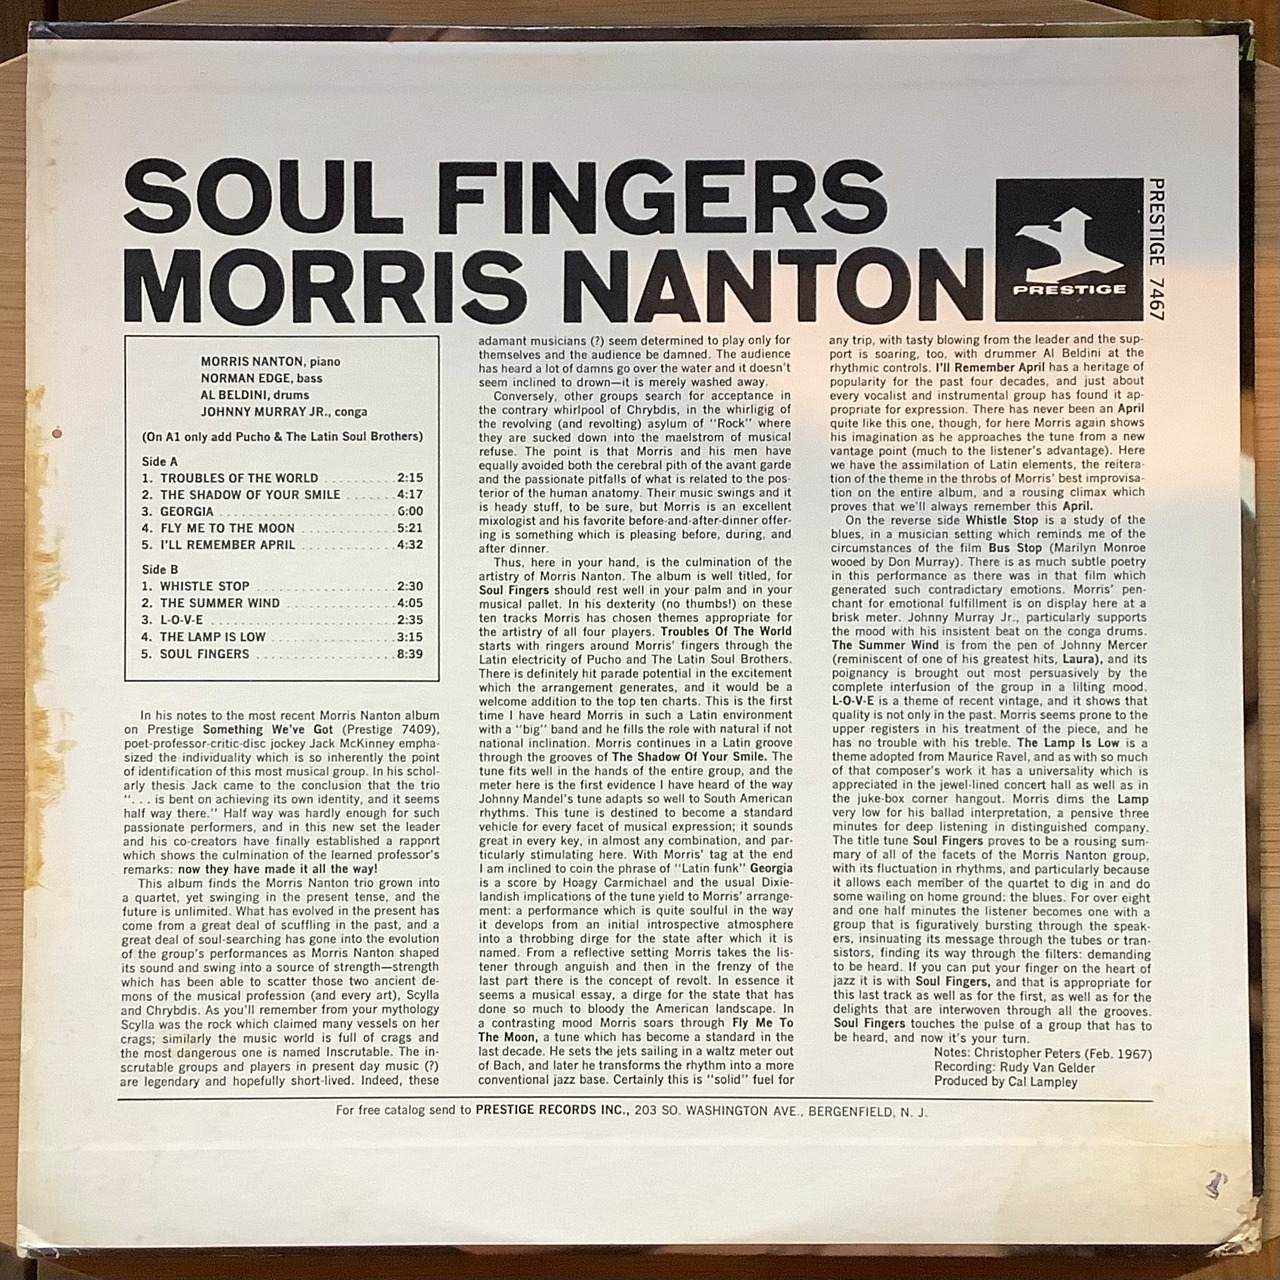 SOUL FINGERS
MORRIS NANTON
PRESTIGE
PRESTIGE 7467
MORRIS NANTON, piano
NORMAN EDGE, bass
AL BELDINI, drums
JOHNNY MURRAY JR., conga
(On A1 only add Pucho & The Latin Soul Brothers)
Side A
1. TROUBLES OF THE WORLD ..........2:15
2. THE SHADOW OF YOUR SMILE .......4:17
3. GEORGIA ..........6:00
4. FLY ME TO THE MOON ..........5:21
5. I'LL REMEMBER APRIL ..........4:32
Side B
1. WHISTLE STOP ..........2:30
2. THE SUMMER WIND ..........4:05
3. L-O-V-E ..........2:35
4. THE LAMP IS LOW ..........3:15
5. SOUL FINGERS ..........8:39
In his notes to the most recent Morris Nanton album
on Prestige Something We've Got (Prestige 7409),
poet-professor-critic-disc jockey Jack McKinney empha-
sized the individuality which is so inherently the point
of identification of this most musical group. In his schol-
arly thesis Jack came to the conclusion that the trio
"... is bent on achieving its own identity, and it seems
half way there." Half way was hardly enough for such
passionate performers, and in this new set the leader
and his co-creators have finally established a rapport
which shows the culmination of the learned professor's
remarks: now they have made it all the way!
This album finds the Morris Nanton trio grown into
a quartet, yet swinging in the present tense, and the
future is unlimited. What has evolved in the present has
come from a great deal of scuffling in the past, and a
great deal of soul-searching has gone into the evolution
of the group's performances as Morris Nanton shaped
its sound and swing into a source of strength—strength
which has been able to scatter those two ancient de-
mons of the musical profession (and every art), Scylla
and Chrybdis. As you'll remember from your mythology
Scylla was the rock which claimed many vessels on her
crags; similarly the music world is full of crags and
the most dangerous one is named Inscrutable. The in-
scrutable groups and players in present day music (?)
are legendary and hopefully short-lived. Indeed, these
adamant musicians (?) seem determined to play only for
themselves and the audience be damned. The audience
has heard a lot of damns go over the water and it doesn't
seem inclined to drown—it is merely washed away.
Conversely, other groups search for acceptance in
the contrary whirlpool of Chrybdis, in the whirligig of
the revolving (and revolting) asylum of "Rock" where
they are sucked down into the maelstrom of musical
refuse. The point is that Morris and his men have
equally avoided both the cerebral pith of the avant garde
and the passionate pitfalls of what is related to the pos-
terior of the human anatomy. Their music swings and it
is heady stuff, to be sure, but Morris is an excellent
mixologist and his favorite before-and-after-dinner offer-
ing is something which is pleasing before, during, and
after dinner.
Thus, here in your hand, is the culmination of the
artistry of Morris Nanton. The album is well titled, for
Soul Fingers should rest well in your palm and in your
musical pallet. In his dexterity (no thumbs!) on these
ten tracks Morris has chosen themes appropriate for
the artistry of all four players. Troubles Of The World
starts with ringers around Morris' fingers through the
Latin electricity of Pucho and The Latin Soul Brothers.
There is definitely hit parade potential in the excitement
which the arrangement generates, and it would be a
welcome addition to the top ten charts. This is the first
time I have heard Morris in such a Latin environment
with a "big" band and he fills the role with natural if not
national inclination. Morris continues in a Latin groove
through the grooves of The Shadow Of Your Smile. The
tune fits well in the hands of the entire group, and the
meter here is the first evidence I have heard of the way
Johnny Mandel's tune adapts so well to South American
rhythms. This tune is destined to become a standard
vehicle for every facet of musical expression; it sounds
great in every key, in almost any combination, and par-
ticularly stimulating here. With Morris' tag at the end
I am inclined to coin the phrase of "Latin funk" Georgia
is a score by Hoagy Carmichael and the usual Dixie-
landish implications of the tune yield to Morris' arrange-
ment: a performance which is quite soulful in the way
it develops from an initial introspective atmosphere
into a throbbing dirge for the state after which it is
named. From a reflective setting Morris takes the lis-
tener through anguish and then in the frenzy of the
last part there is the concept of revolt. In essence it
seems a musical essay, a dirge for the state that has
done so much to bloody the American landscape. In
a contrasting mood Morris soars through Fly Me To
The Moon, a tune which has become a standard in the
last decade. He sets the jets sailing in a waltz meter out
of Bach, and later he transforms the rhythm into a more
conventional jazz base. Certainly this is "solid" fuel for
any trip, with tasty blowing from the leader and the sup-
port is soaring, too, with drummer Al Beldini at the
rhythmic controls. I'll Remember April has a heritage of
popularity for the past four decades, and just about
every vocalist and instrumental group has found it ap-
propriate for expression. There has never been an April
quite like this one, though, for here Morris again shows
his imagination as he approaches the tune from a new
vantage point (much to the listener's advantage). Here
we have the assimilation of Latin elements, the reitera-
tion of the theme in the throbs of Morris' best improvisa-
tion on the entire album, and a rousing climax which
proves that we'll always remember this April.
On the reverse side Whistle Stop is a study of the
blues, in a musician setting which reminds me of the
circumstances of the film Bus Stop (Marilyn Monroe
wooed by Don Murray). There is as much subtle poetry
in this performance as there was in that film which
generated such contradictary emotions. Morris' pen-
chant for emotional fulfillment is on display here at a
brisk meter. Johnny Murray Jr., particularly supports
the mood with his insistent beat on the conga drums.
The Summer Wind is from the pen of Johnny Mercer
(reminiscent of one of his greatest hits, Laura), and its
poignancy is brought out most persuasively by the
complete interfusion of the group in a lilting mood.
L-O-V-E is a theme of recent vintage, and it shows that
quality is not only in the past. Morris seems prone to the
upper registers in his treatment of the piece, and he
has no trouble with his treble. The Lamp Is Low is a
theme adopted from Maurice Ravel, and as with so much
of that composer's work it has a universality which is
appreciated in the jewel-lined concert hall as well as in
the juke-box corner hangout. Morris dims the Lamp
very low for his ballad interpretation, a pensive three
minutes for deep listening in distinguished company.
The title tune Soul Fingers proves to be a rousing sum-
mary of all of the facets of the Morris Nanton group,
with its fluctuation in rhythms, and particularly because
it allows each member of the quartet to dig in and do
some wailing on home ground: the blues. For over eight
and one half minutes the listener becomes one with a
group that is figuratively bursting through the speak-
ers, insinuating its message through the tubes or tran-
sistors, finding its way through the filters: demanding
to be heard. If you can put your finger on the heart of
jazz it is with Soul Fingers, and that is appropriate for
this last track as well as for the first, as well as for the
delights that are interwoven through all the grooves.
Soul Fingers touches the pulse of a group that has to
be heard, and now it's your turn.
Notes: Christopher Peters (Feb. 1967)
Recording: Rudy Van Gelder
Produced by Cal Lampley
For free catalog send to PRESTIGE RECORDS INC., 203 SO. WASHINGTON AVE., BERGENFIELD, N. J.